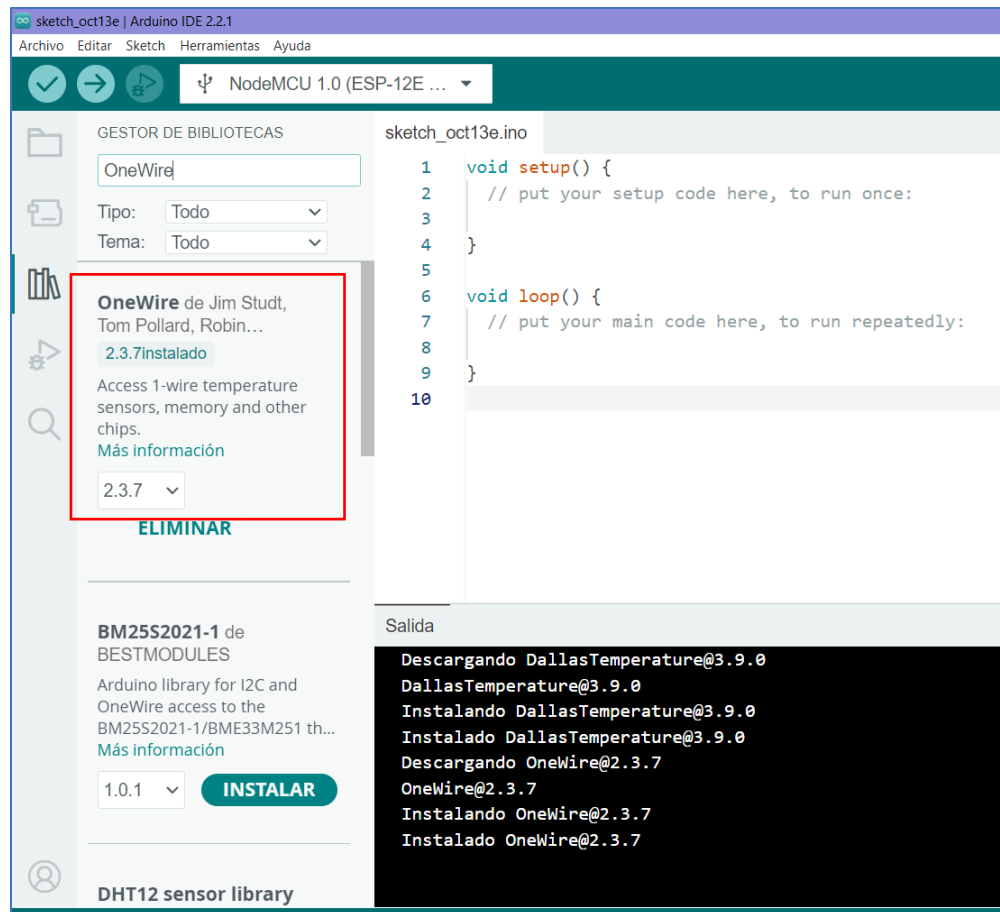 sketch_oct13e | Arduino IDE 2.2.1
Archivo Editar Sketch Herramientas Ayuda
NodeMCU 1.0 (ESP-12E ...
GESTOR DE BIBLIOTECAS
OneWire
Tipo: Todo
Tema: Todo
OneWire de Jim Studt,
Tom Pollard, Robin...
2.3.7instalado
Access 1-wire temperature
sensors, memory and other
chips.
Más información
2.3.7
ELIMINAR
BM25S2021-1 de
BESTMODULES
Arduino library for I2C and
OneWire access to the
BM25S2021-1/BME33M251 th...
Más información
1.0.1 INSTALAR
DHT12 sensor library
sketch_oct13e.ino
1 void setup() {
2 // put your setup code here, to run once:
3
4 }
5
6 void loop() {
7 // put your main code here, to run repeatedly:
8
9 }
10
Salida
Descargando DallasTemperature@3.9.0
DallasTemperature@3.9.0
Instalando DallasTemperature@3.9.0
Instalado DallasTemperature@3.9.0
Descargando OneWire@2.3.7
OneWire@2.3.7
Instalando OneWire@2.3.7
Instalado OneWire@2.3.7